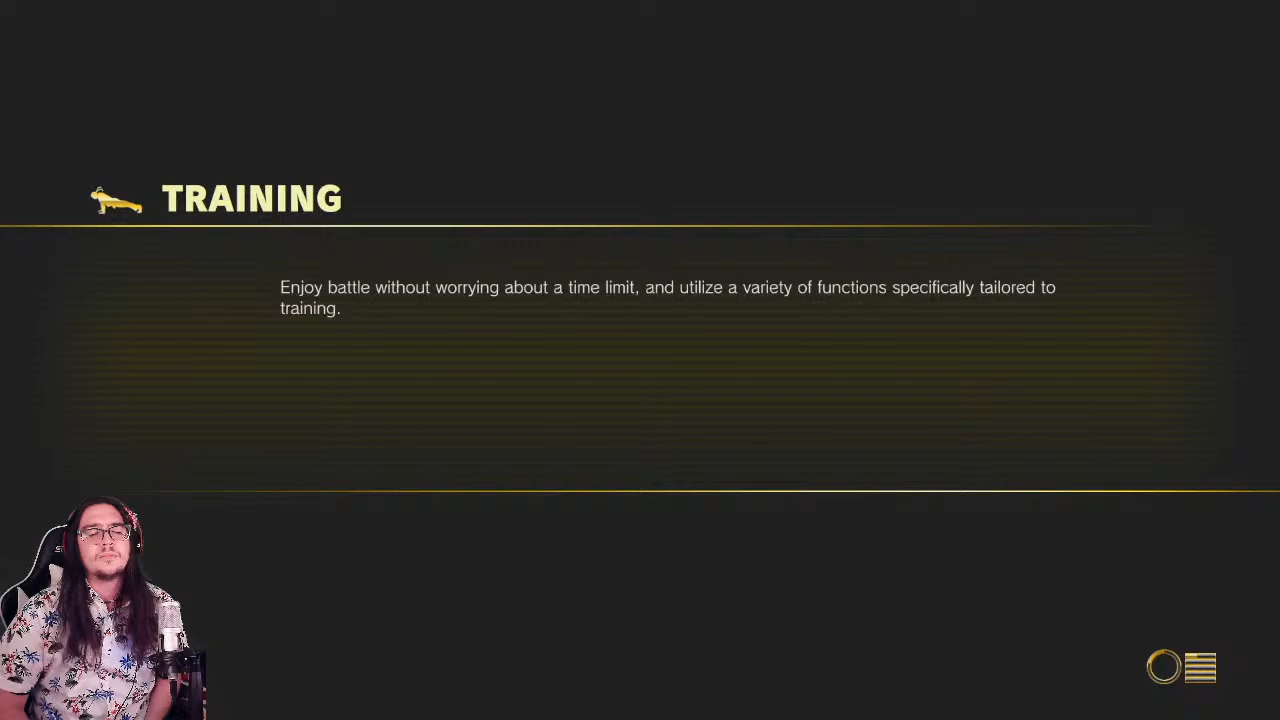 TRAINING
Enjoy battle without worrying about a time limit, and utilize a variety of functions specifically tailored to
training.